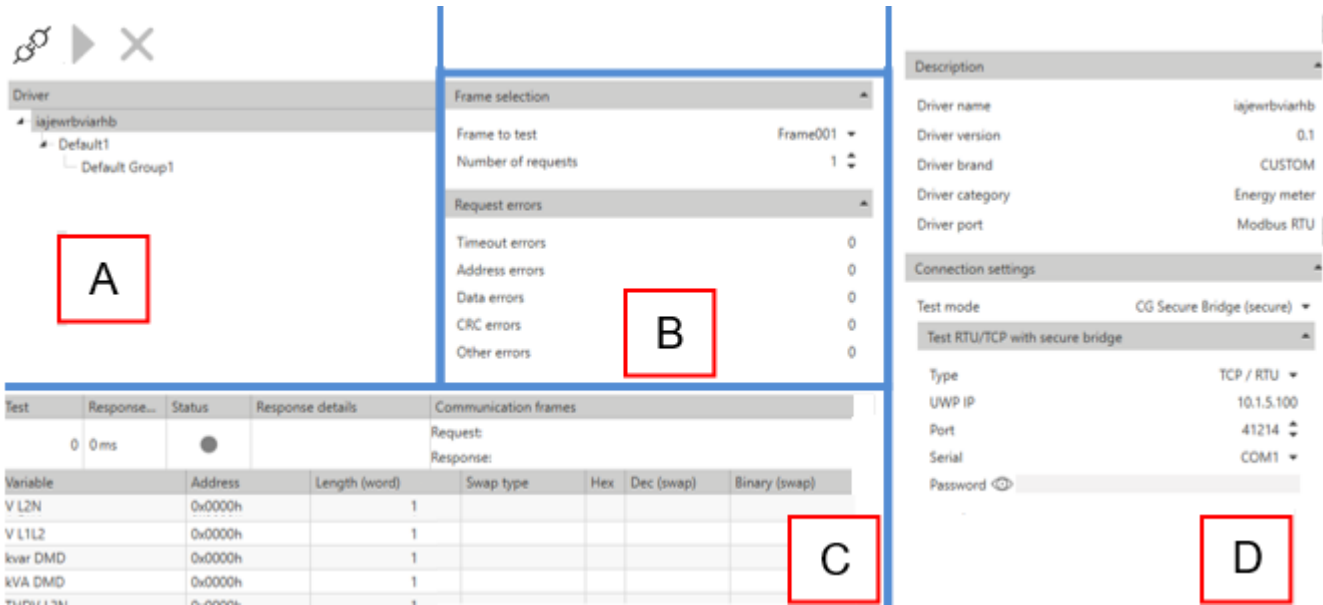 Driver
iajewrbviarhb
Default1
Default Group1
A
Frame selection
Frame to test Frame001
Number of requests 1
Request errors
Timeout errors 0
Address errors 0
Data errors 0
CRC errors 0
Other errors 0
B
Test Response... Status Response details Communication frames
0 0 ms Request:
Response:
Variable Address Length (word) Swap type Hex Dec (swap) Binary (swap)
V L2N 0x0000h 1
V L1L2 0x0000h 1
kvar DMD 0x0000h 1
kVA DMD 0x0000h 1
C
Description
Driver name iajewrbviarhb
Driver version 0.1
Driver brand CUSTOM
Driver category Energy meter
Driver port Modbus RTU
Connection settings
Test mode CG Secure Bridge (secure)
Test RTU/TCP with secure bridge
Type TCP / RTU
UWP IP 10.1.5.100
Port 41214
Serial COM1
Password
D